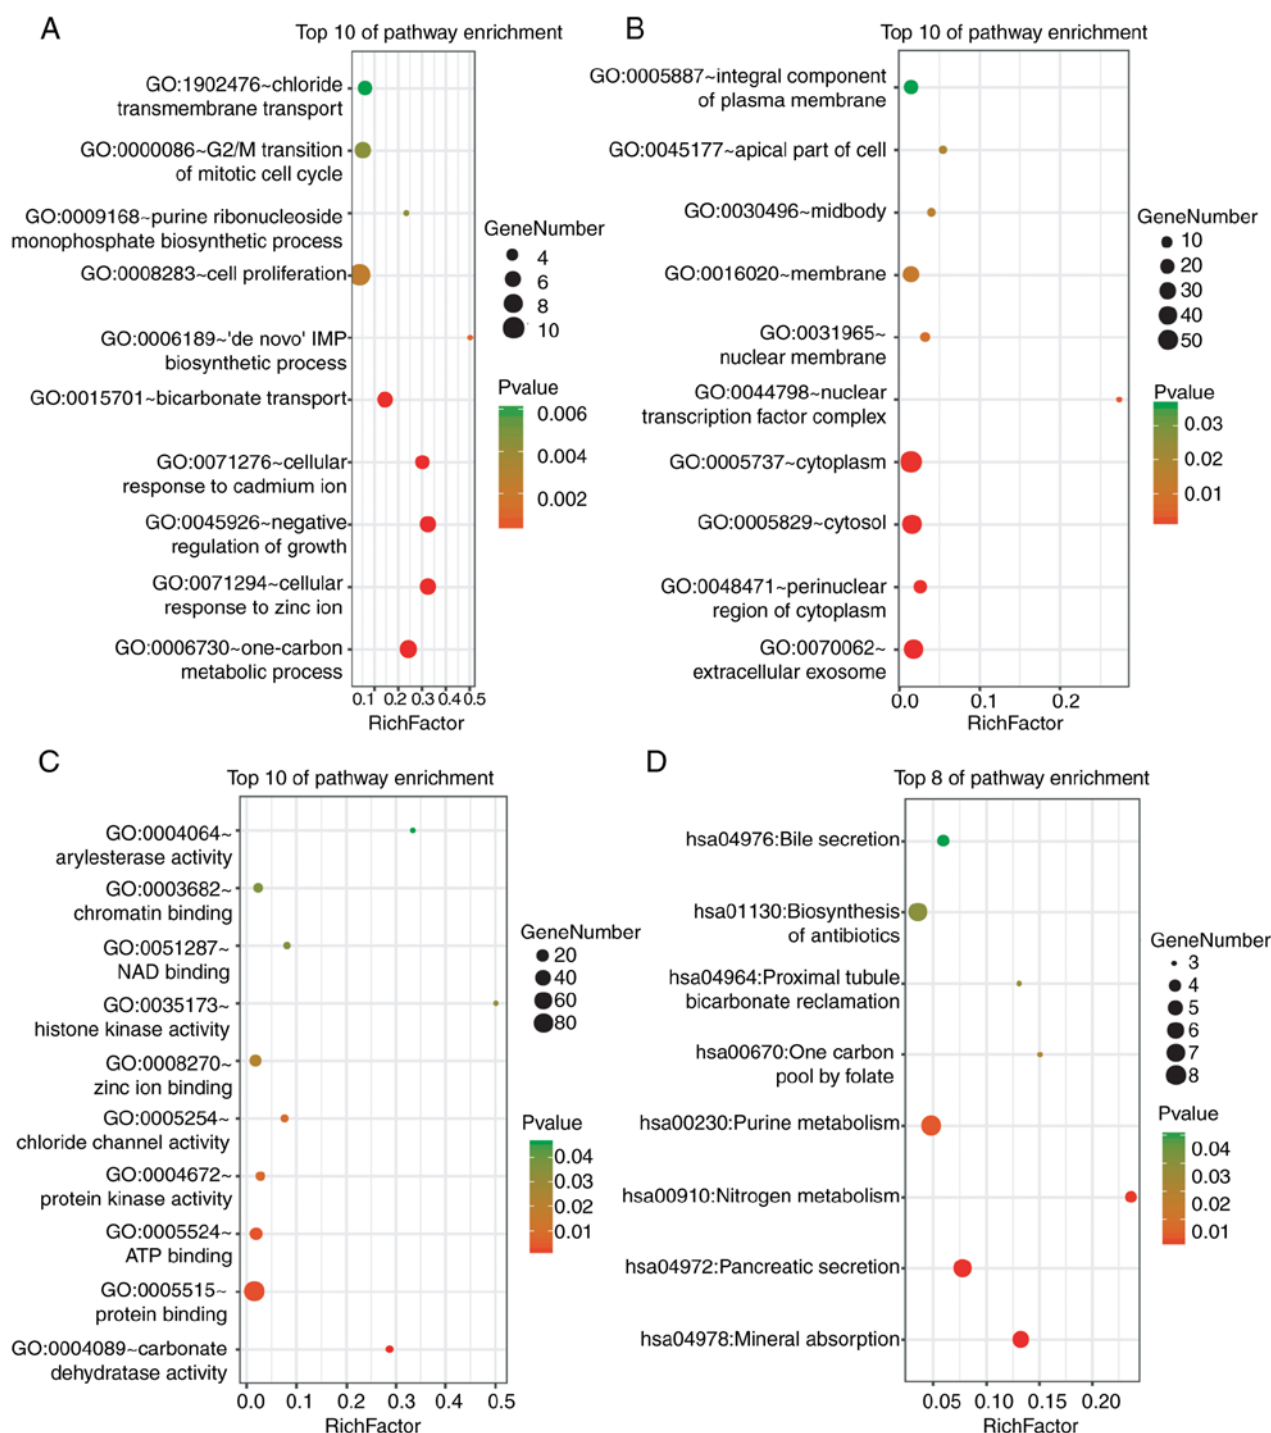 A
Top 10 of pathway enrichment
GO:1902476~chloride
transmembrane transport
GO:0000086~G2/M transition
of mitotic cell cycle
GO:0009168~purine ribonucleoside
monophosphate biosynthetic process
GO:0008283~cell proliferation
GO:0006189~'de novo' IMP
biosynthetic process
GO:0015701~bicarbonate transport
GO:0071276~cellular
response to cadmium ion
GO:0045926~negative
regulation of growth
GO:0071294~cellular
response to zinc ion
GO:0006730~one-carbon
metabolic process
0.1 0.2 0.3 0.4 0.5
RichFactor
GeneNumber
4
6
8
10
Pvalue
0.006
0.004
0.002
B
Top 10 of pathway enrichment
GO:0005887~integral component
of plasma membrane
GO:0045177~apical part of cell
GO:0030496~midbody
GO:0016020~membrane
GO:0031965~
nuclear membrane
GO:0044798~nuclear
transcription factor complex
GO:0005737~cytoplasm
GO:0005829~cytosol
GO:0048471~perinuclear
region of cytoplasm
GO:0070062~
extracellular exosome
0.0 0.1 0.2
RichFactor
GeneNumber
10
20
30
40
50
Pvalue
0.03
0.02
0.01
C
Top 10 of pathway enrichment
GO:0004064~
arylesterase activity
GO:0003682~
chromatin binding
GO:0051287~
NAD binding
GO:0035173~
histone kinase activity
GO:0008270~
zinc ion binding
GO:0005254~
chloride channel activity
GO:0004672~
protein kinase activity
GO:0005524~
ATP binding
GO:0005515~
protein binding
GO:0004089~carbonate
dehydratase activity
0.0 0.1 0.2 0.3 0.4 0.5
RichFactor
GeneNumber
20
40
60
80
Pvalue
0.04
0.03
0.02
0.01
D
Top 8 of pathway enrichment
hsa04976:Bile secretion
hsa01130:Biosynthesis
of antibiotics
hsa04964:Proximal tubule
bicarbonate reclamation
hsa00670:One carbon
pool by folate
hsa00230:Purine metabolism
hsa00910:Nitrogen metabolism
hsa04972:Pancreatic secretion
hsa04978:Mineral absorption
0.05 0.10 0.15 0.20
RichFactor
GeneNumber
3
4
5
6
7
8
Pvalue
0.04
0.03
0.02
0.01